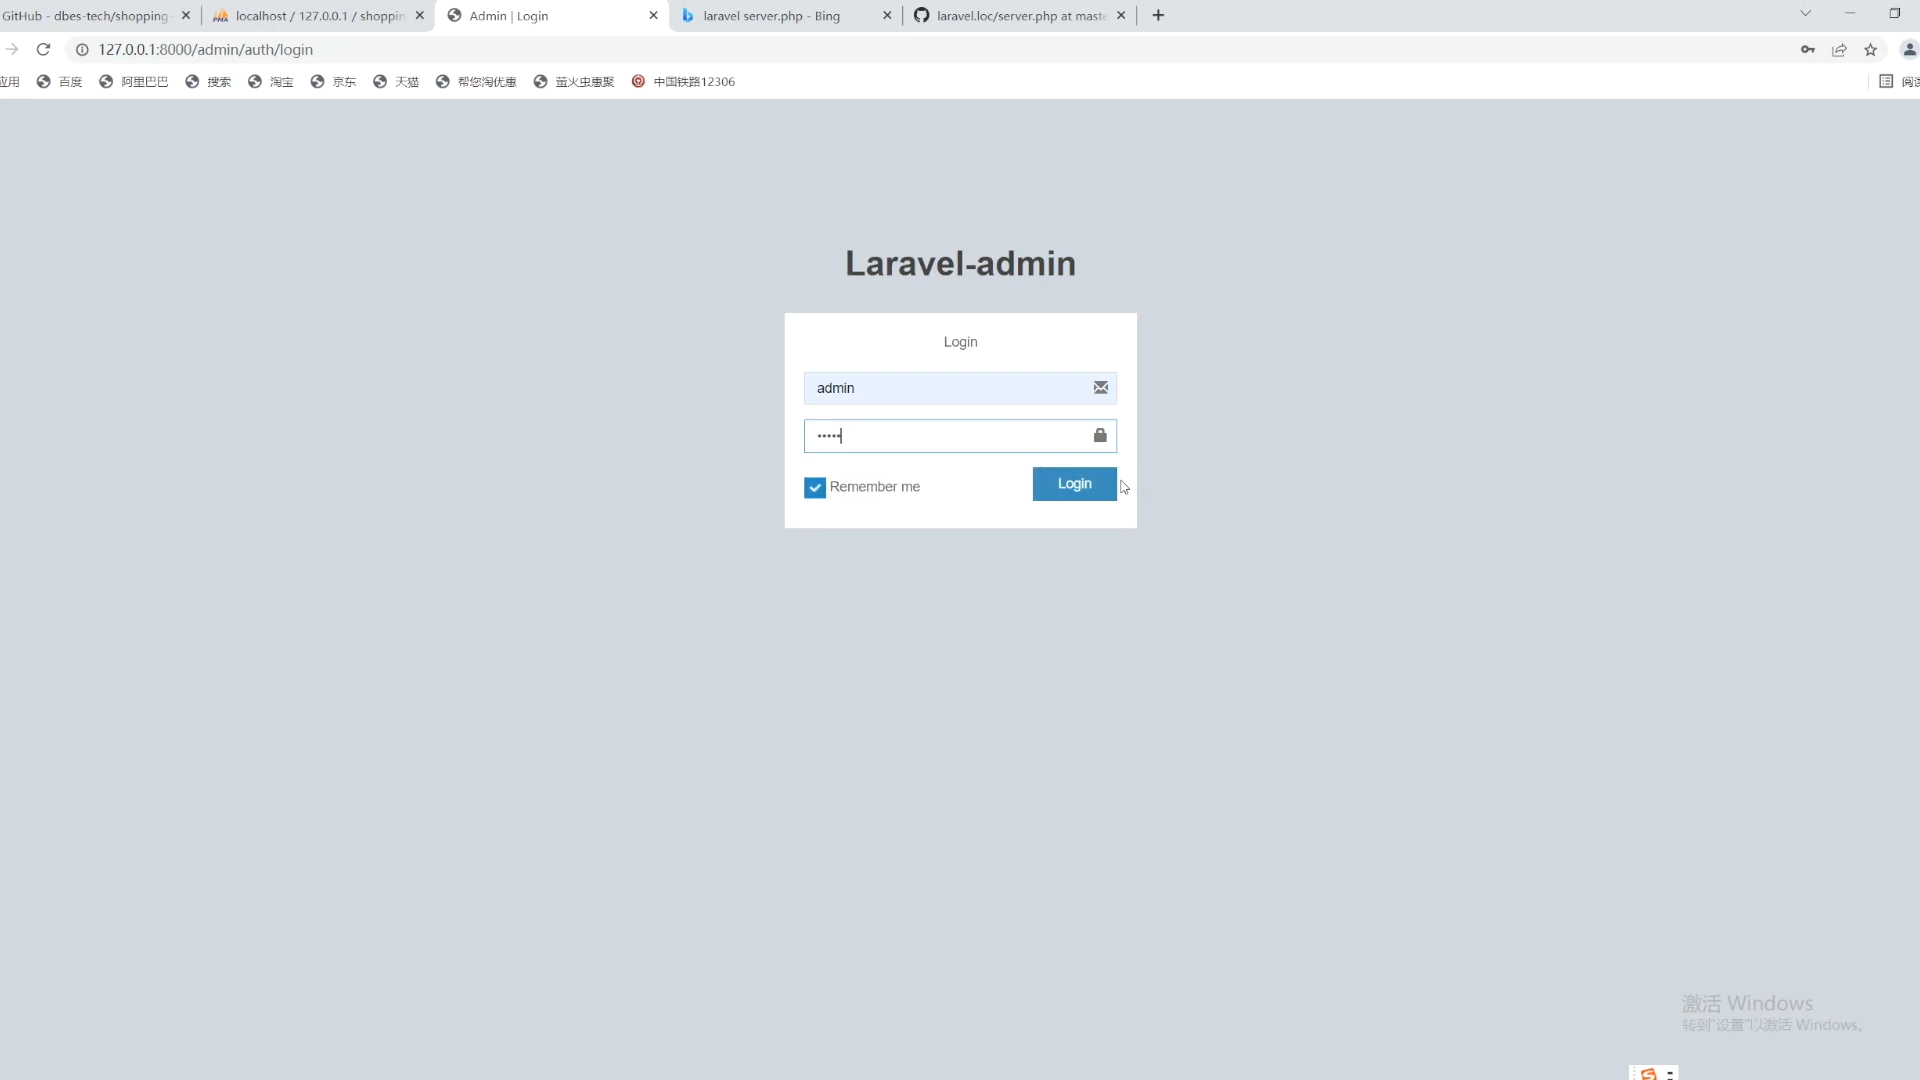 GitHub - dbes-tech/shopping-
localhost / 127.0.0.1 / shoppin
Admin | Login
laravel server.php - Bing
laravel.loc/server.php at maste
127.0.0.1:8000/admin/auth/login
应用 百度 阿里巴巴 搜索 淘宝 京东 天猫 帮您淘优惠 萤火虫惠聚 中国铁路12306 阅读
Laravel-admin
Login
admin
•••••
Remember me
Login
激活 Windows
转到"设置"以激活 Windows。